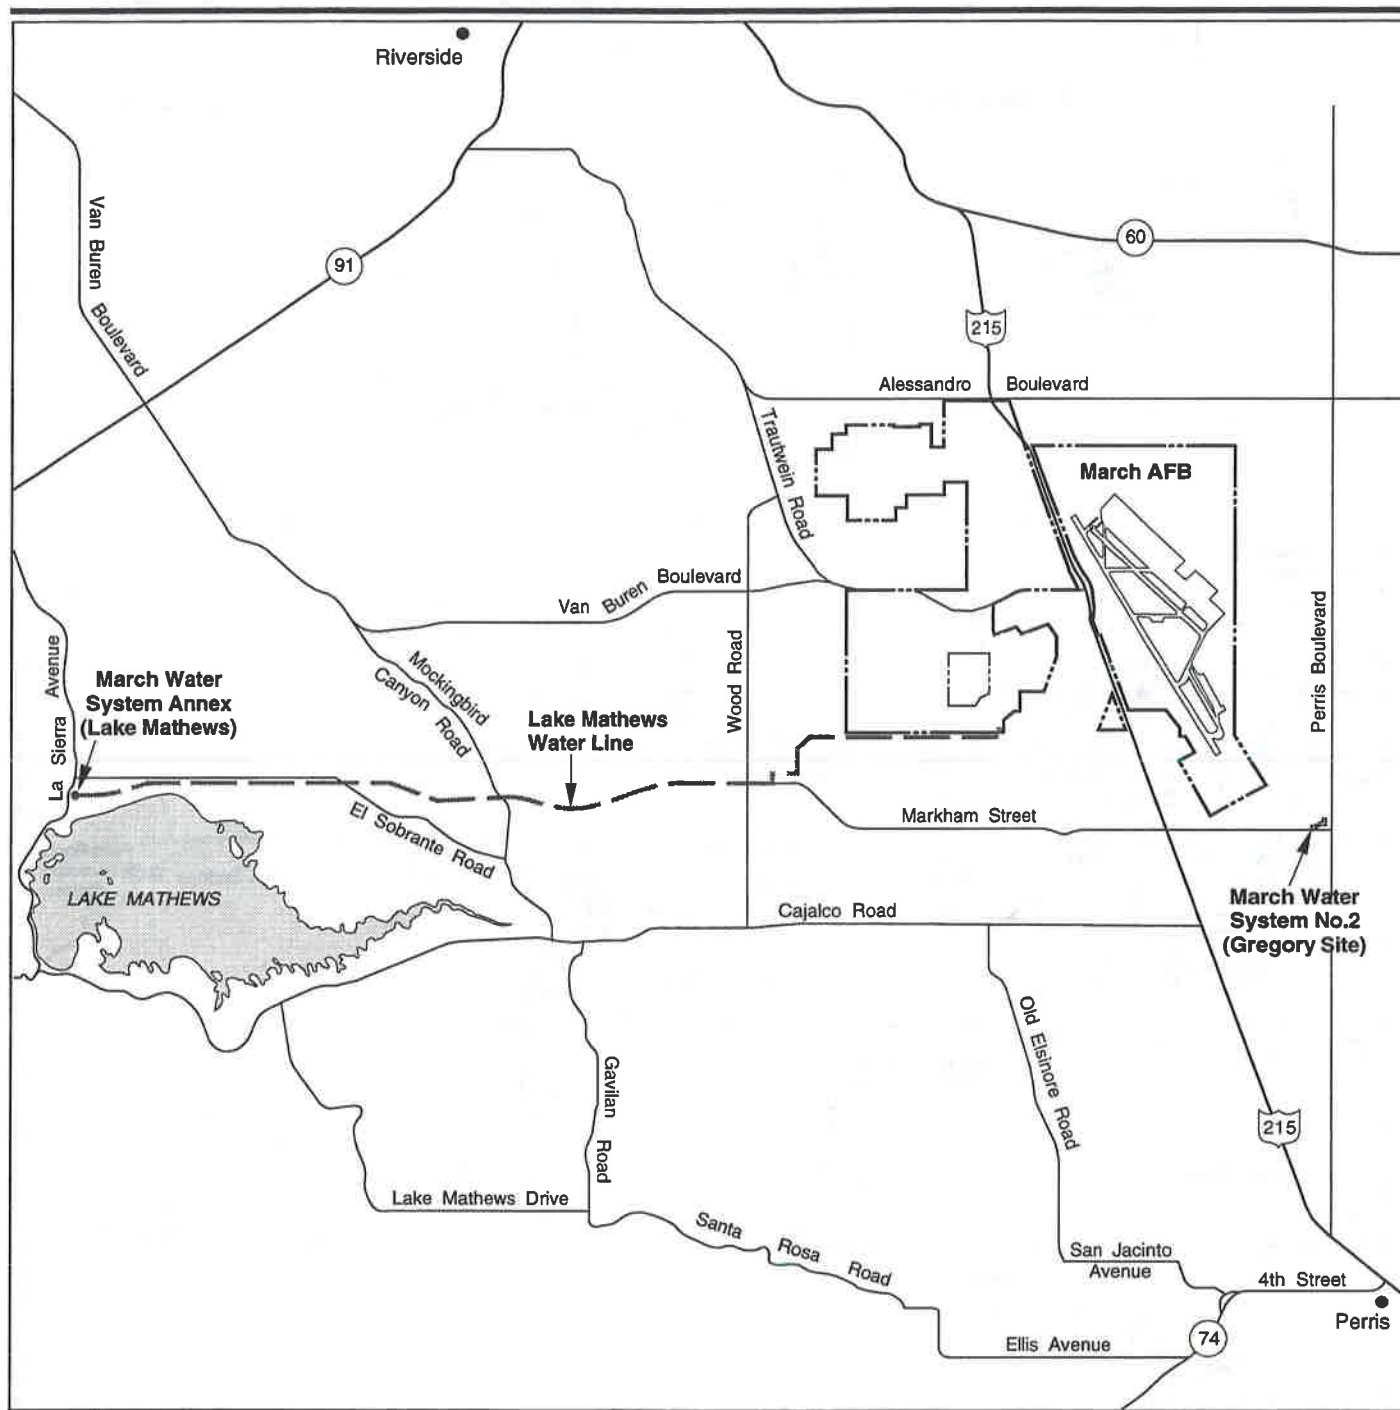 Riverside
Van Buren
Boulevard
91
60
215
Alessandro Boulevard
Trautwein Road
March AFB
Van Buren Boulevard
Perris Boulevard
La Sierra Avenue
March Water
System Annex
(Lake Mathews)
Mockingbird
Canyon Road
Wood Road
Lake Mathews
Water Line
El Sobrante Road
Markham Street
LAKE MATHEWS
Cajalco Road
March Water
System No.2
(Gregory Site)
Old Elsinore Road
Gavilan Road
215
Lake Mathews Drive
Santa Rosa Road
San Jacinto
Avenue
4th Street
Perris
74
Ellis Avenue